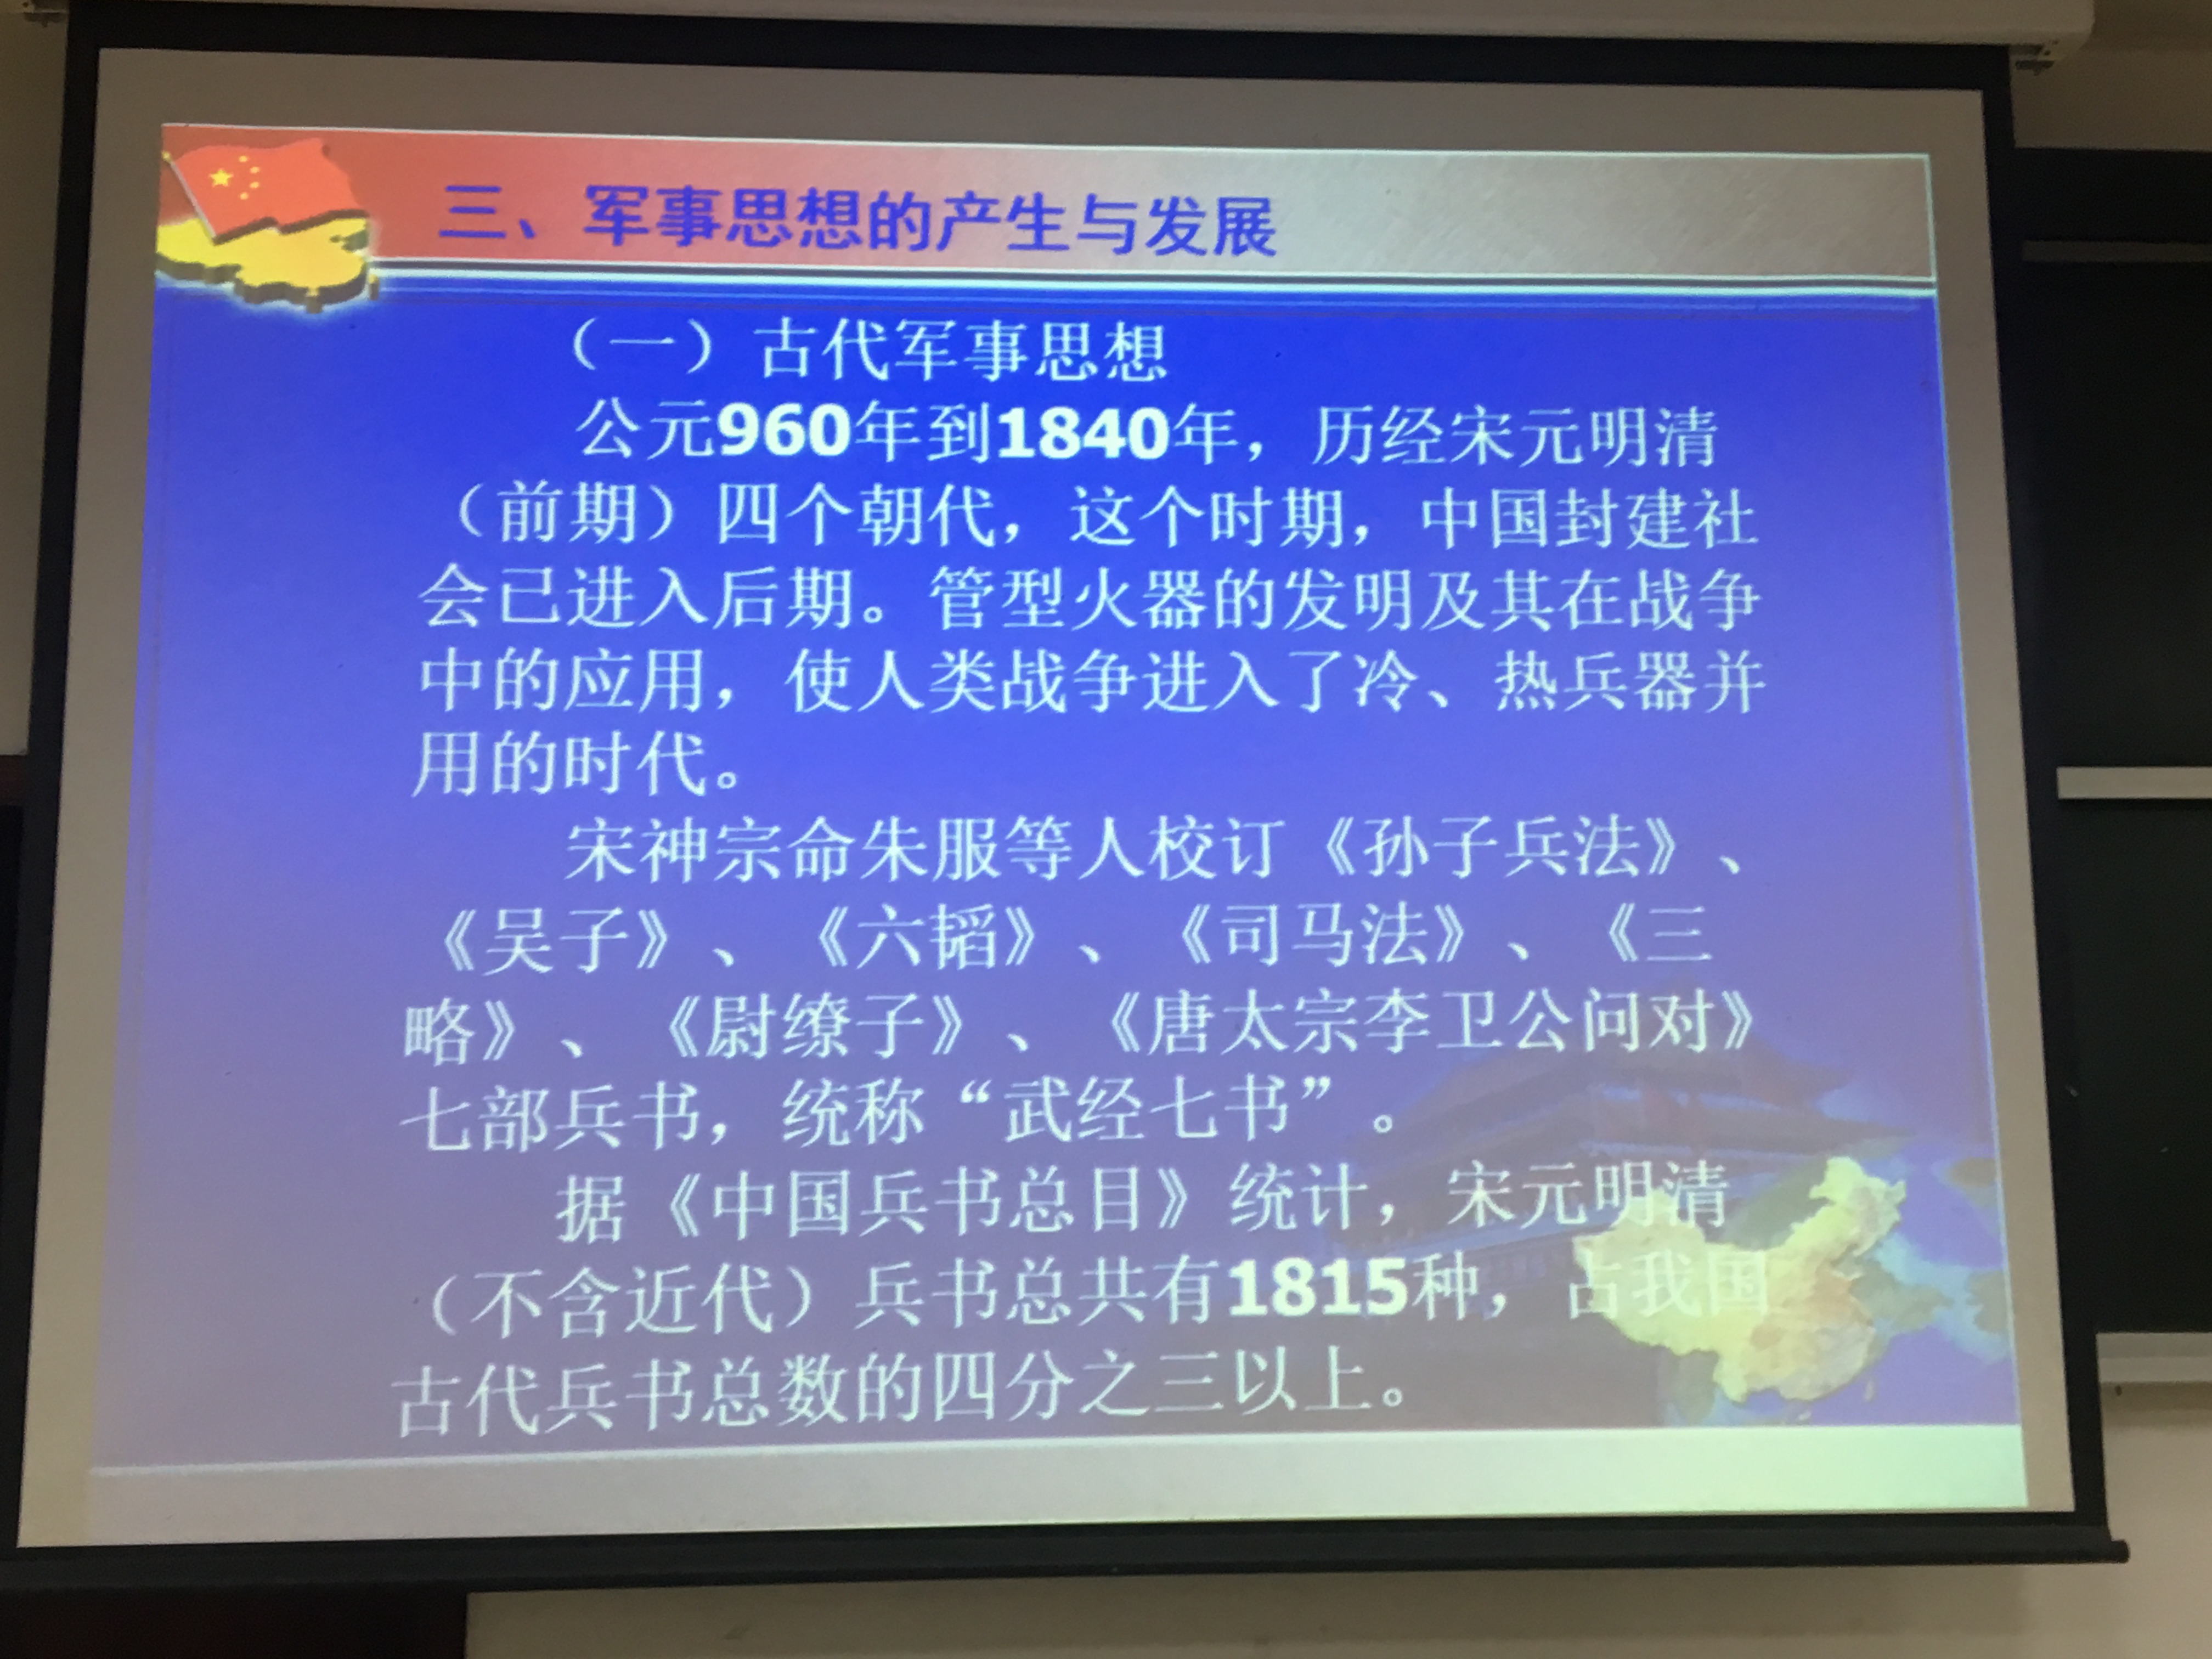 三、军事思想的产生与发展
（一）古代军事思想
公元960年到1840年，历经宋元明清
（前期）四个朝代，这个时期，中国封建社
会已进入后期。管型火器的发明及其在战争
中的应用，使人类战争进入了冷、热兵器并
用的时代。
宋神宗命朱服等人校订《孙子兵法》、
《吴子》、《六韬》、《司马法》、《三
略》、《尉缭子》、《唐太宗李卫公问对》
七部兵书，统称“武经七书”。
据《中国兵书总目》统计，宋元明清
（不含近代）兵书总共有1815种，占我国
古代兵书总数的四分之三以上。